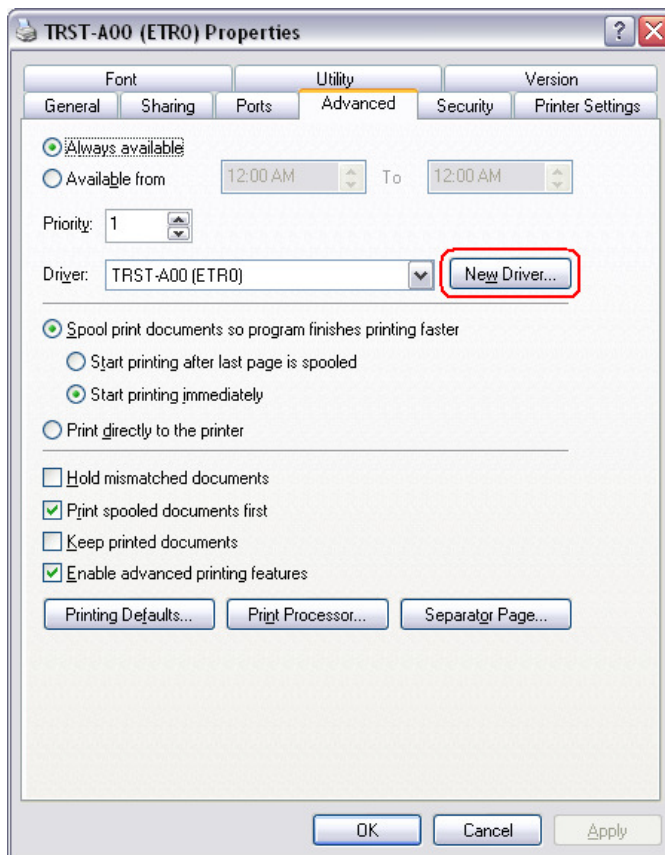 TRST-A00 (ETR0) Properties
Font Utility Version
General Sharing Ports Advanced Security Printer Settings
Always available
Available from 12:00 AM To 12:00 AM
Priority: 1
Driver: TRST-A00 (ETR0) New Driver...
Spool print documents so program finishes printing faster
Start printing after last page is spooled
Start printing immediately
Print directly to the printer
Hold mismatched documents
Print spooled documents first
Keep printed documents
Enable advanced printing features
Printing Defaults... Print Processor... Separator Page...
OK Cancel Apply